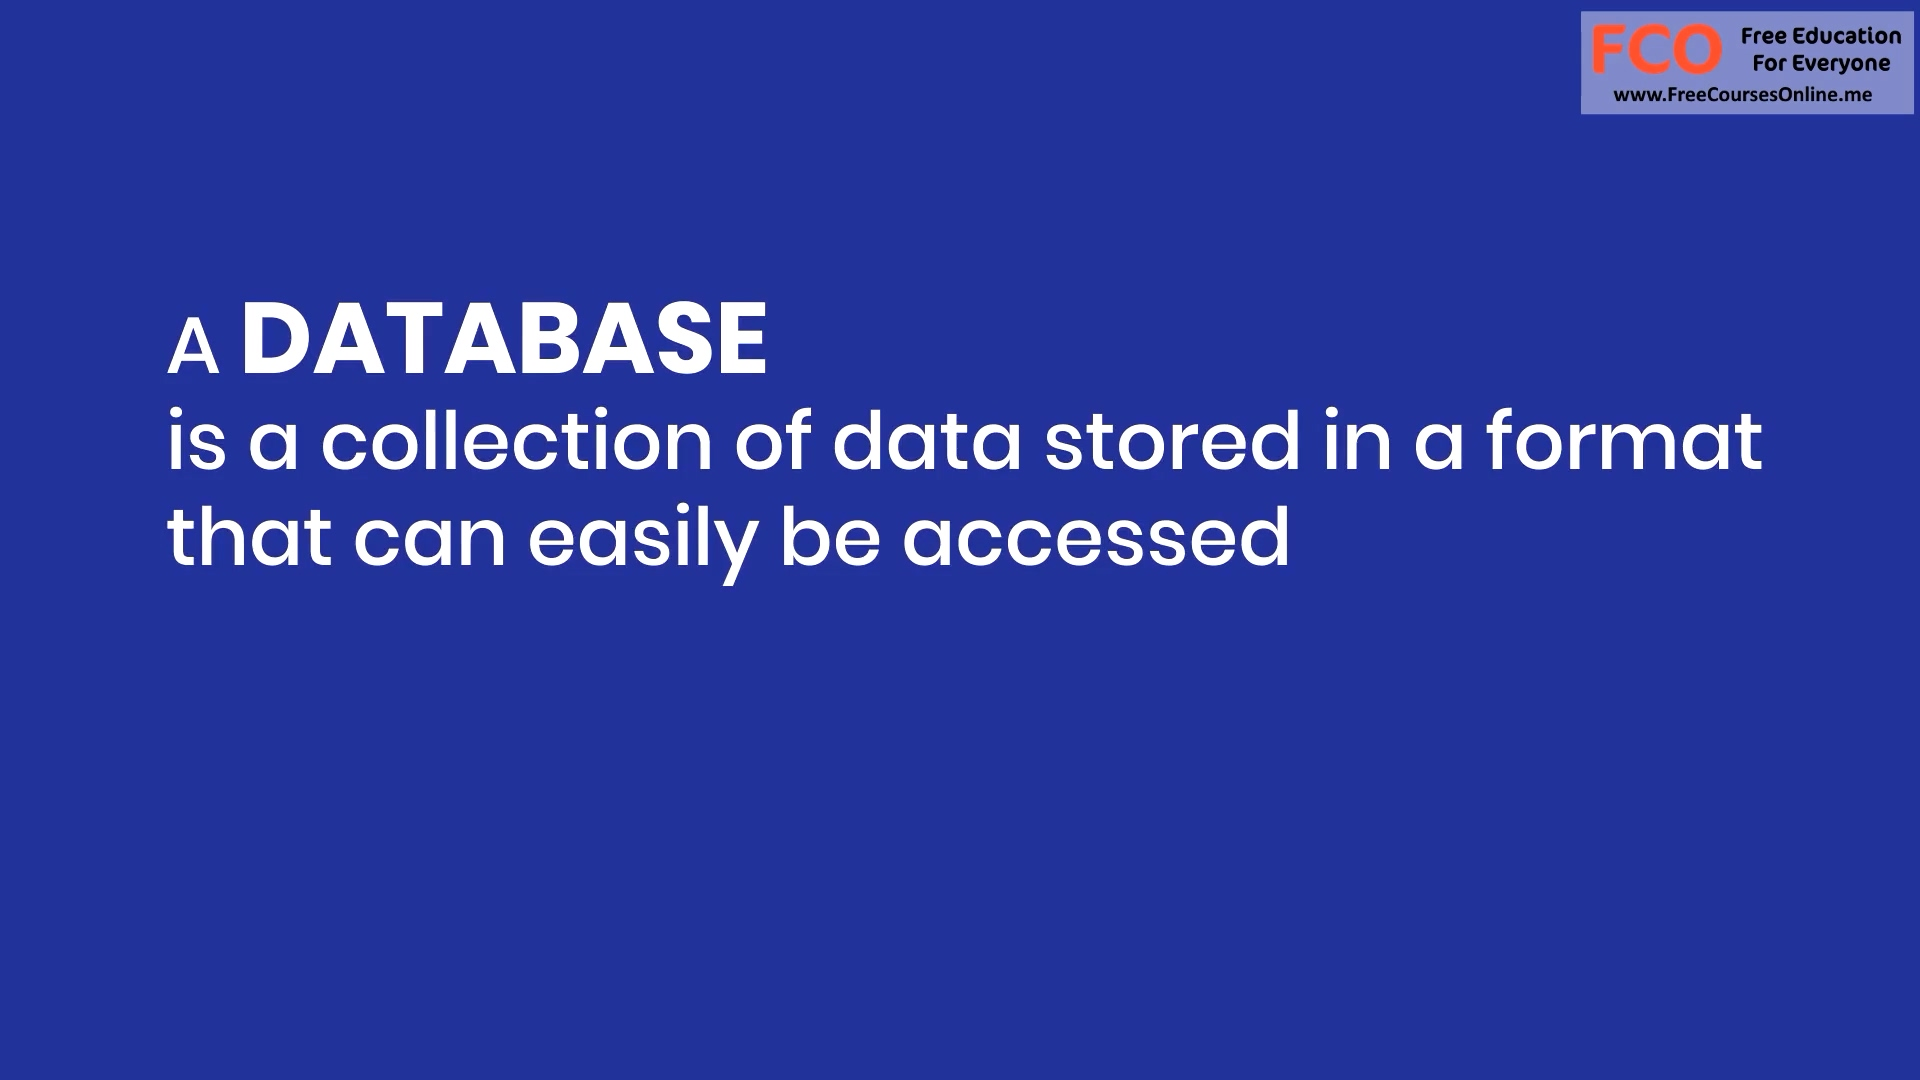 FCO
Free Education
For Everyone
www.FreeCoursesOnline.me
A DATABASE
is a collection of data stored in a format
that can easily be accessed